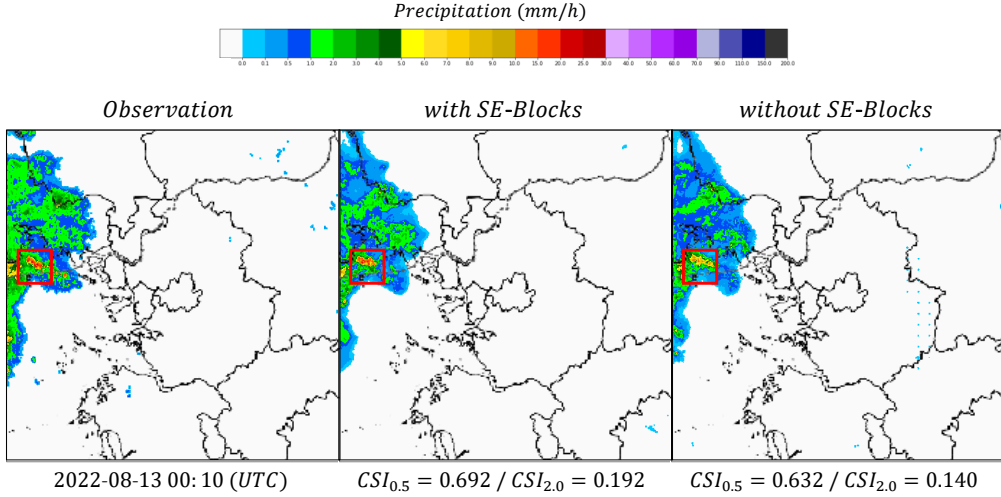 Precipitation (mm/h)
0.0 0.1 0.5 1.0 2.0 3.0 4.0 5.0 6.0 7.0 8.0 9.0 10.0 15.0 20.0 25.0 30.0 40.0 50.0 60.0 70.0 90.0 110.0 150.0 200.0
Observation with SE-Blocks without SE-Blocks
2022-08-13 00:10 (UTC) CSI0.5 = 0.692 / CSI2.0 = 0.192 CSI0.5 = 0.632 / CSI2.0 = 0.140